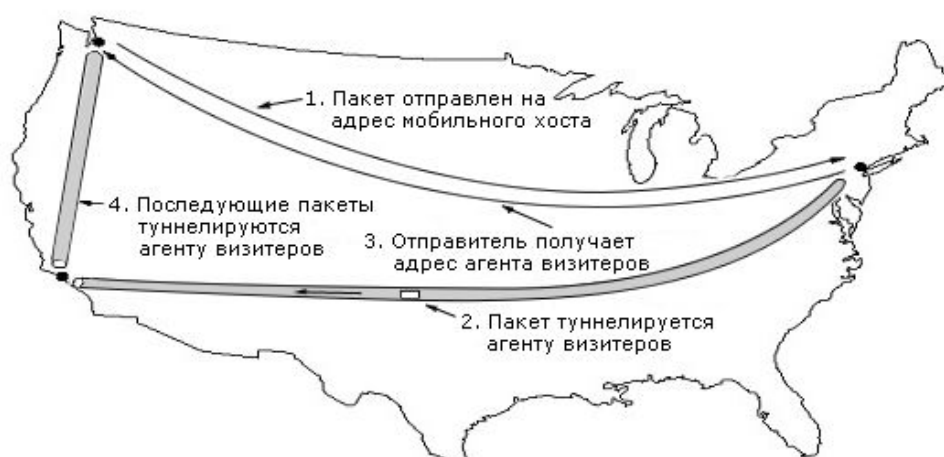 1. Пакет отправлен на
адрес мобильного хоста
4. Последующие пакеты
туннелируются
агенту визитеров
3. Отправитель получает
адрес агента визитеров
2. Пакет туннелируется
агенту визитеров